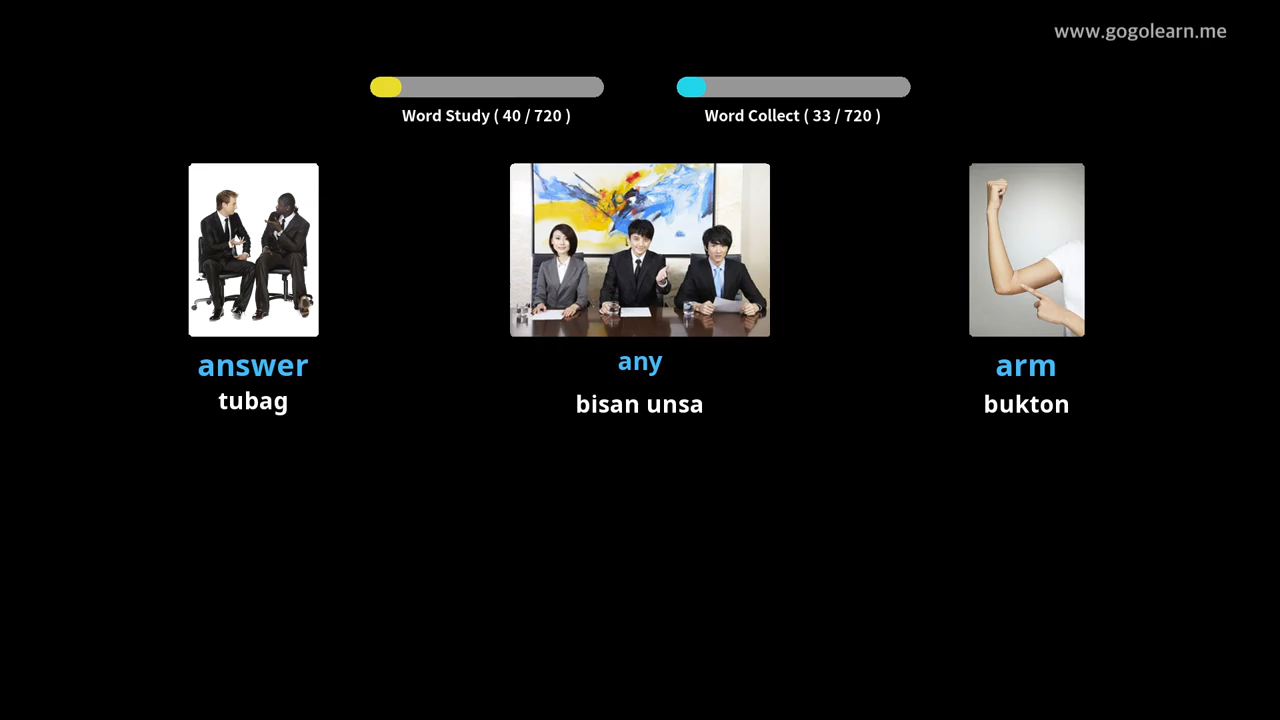 www.gogolearn.me
Word Study ( 40 / 720 )
Word Collect ( 33 / 720 )
answer
tubag
any
bisan unsa
arm
bukton